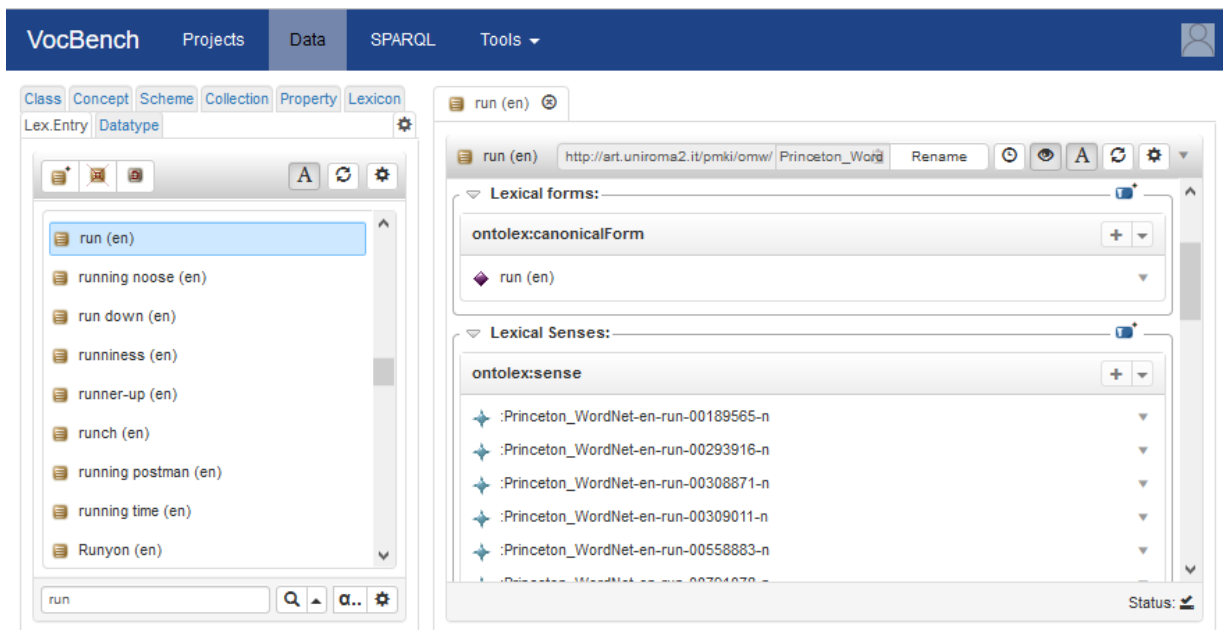 VocBench Projects Data SPARQL Tools
Class Concept Scheme Collection Property Lexicon
Lex.Entry Datatype
A
run (en)
running noose (en)
run down (en)
runniness (en)
runner-up (en)
runch (en)
running postman (en)
running time (en)
Runyon (en)
run
α..
run (en)
run (en) http://art.uniroma2.it/pmki/omw/ Princeton_Word Rename A
Lexical forms:
ontolex:canonicalForm
run (en)
Lexical Senses:
ontolex:sense
:Princeton_WordNet-en-run-00189565-n
:Princeton_WordNet-en-run-00293916-n
:Princeton_WordNet-en-run-00308871-n
:Princeton_WordNet-en-run-00309011-n
:Princeton_WordNet-en-run-00558883-n
Status: